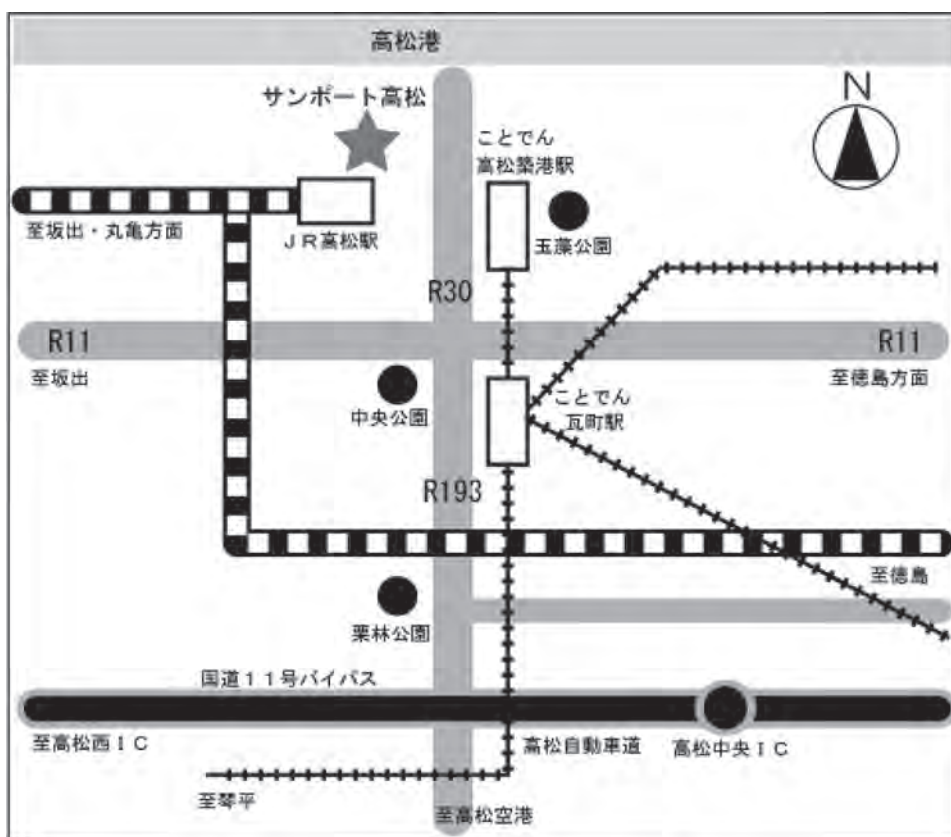 高松港
サンポート高松
N
ことでん
高松築港駅
至坂出・丸亀方面
JR高松駅
玉藻公園
R30
R11
R11
至坂出
至徳島方面
中央公園
ことでん
瓦町駅
R193
至徳島
栗林公園
国道11号バイパス
至高松西IC
高松自動車道
高松中央IC
至琴平
至高松空港